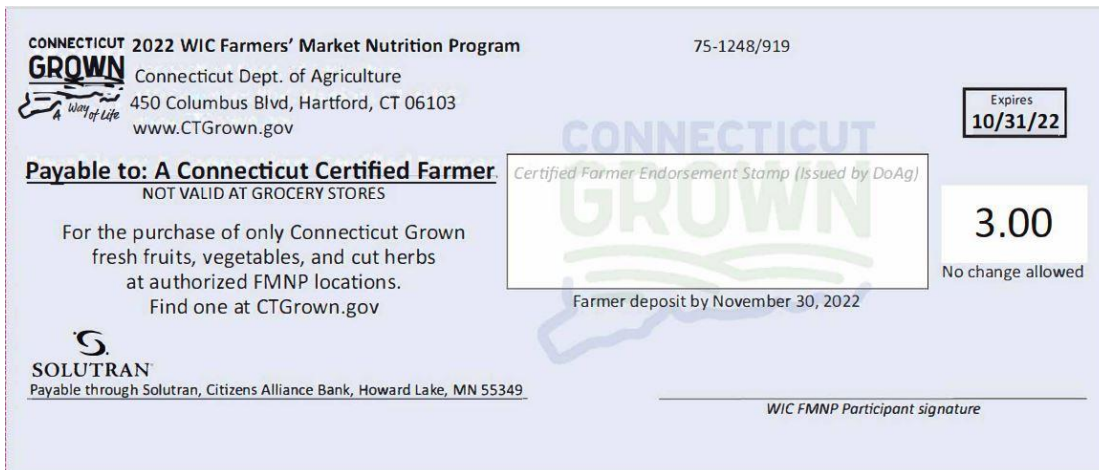 CONNECTICUT
GROWN
A Way of Life
2022 WIC Farmers' Market Nutrition Program
Connecticut Dept. of Agriculture
450 Columbus Blvd, Hartford, CT 06103
www.CTGrown.gov
75-1248/919
Expires
10/31/22
Payable to: A Connecticut Certified Farmer
NOT VALID AT GROCERY STORES
For the purchase of only Connecticut Grown
fresh fruits, vegetables, and cut herbs
at authorized FMNP locations.
Find one at CTGrown.gov
CONNECTICUT
GROWN
Certified Farmer Endorsement Stamp (Issued by DoAg)
Farmer deposit by November 30, 2022
3.00
No change allowed
SOLUTRAN
Payable through Solutran, Citizens Alliance Bank, Howard Lake, MN 55349
WIC FMNP Participant signature